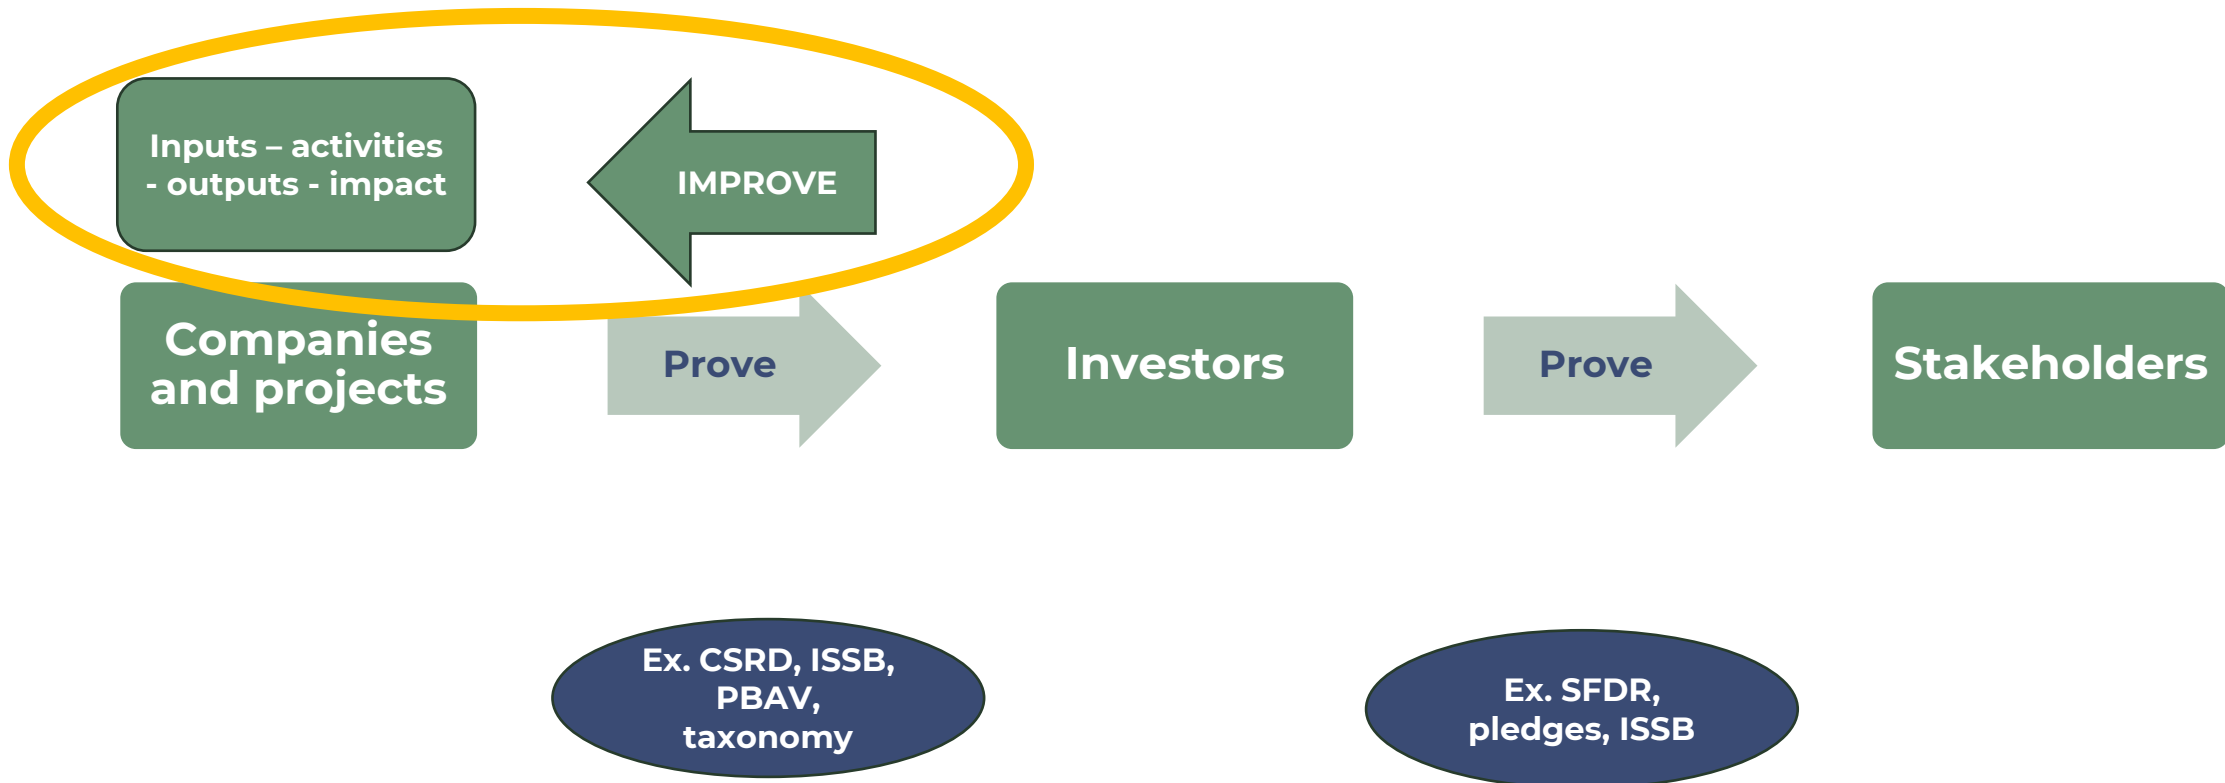 Inputs – activities
- outputs - impact
IMPROVE
Companies
and projects
Prove
Investors
Prove
Stakeholders
Ex. CSRD, ISSB,
PBAV,
taxonomy
Ex. SFDR,
pledges, ISSB